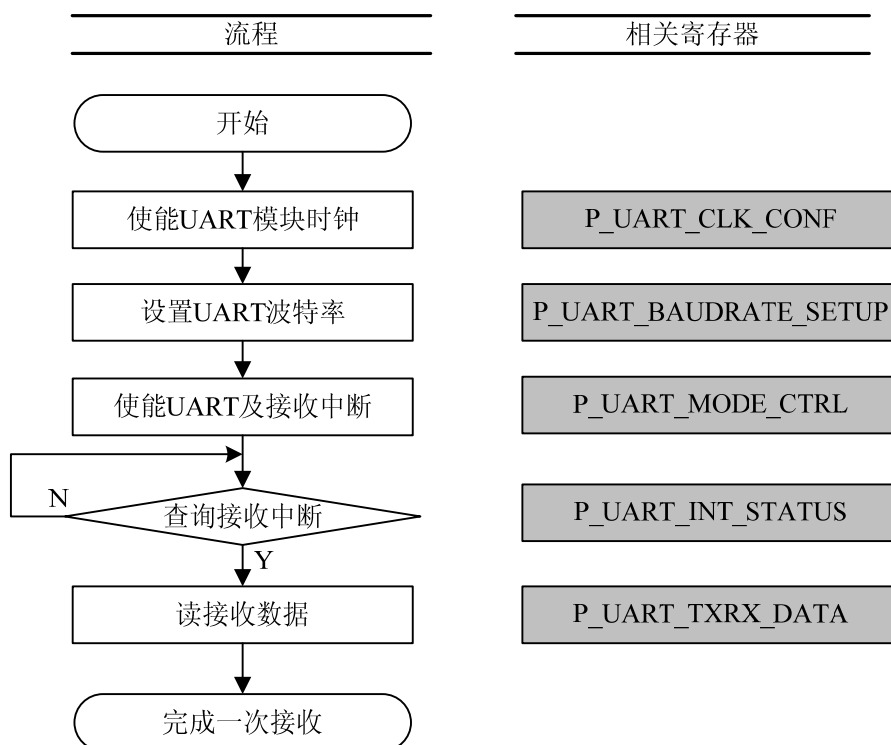 流程
相关寄存器
开始
使能UART模块时钟
P_UART_CLK_CONF
设置UART波特率
P_UART_BAUDRATE_SETUP
使能UART及接收中断
P_UART_MODE_CTRL
N
查询接收中断
P_UART_INT_STATUS
Y
读接收数据
P_UART_TXRX_DATA
完成一次接收